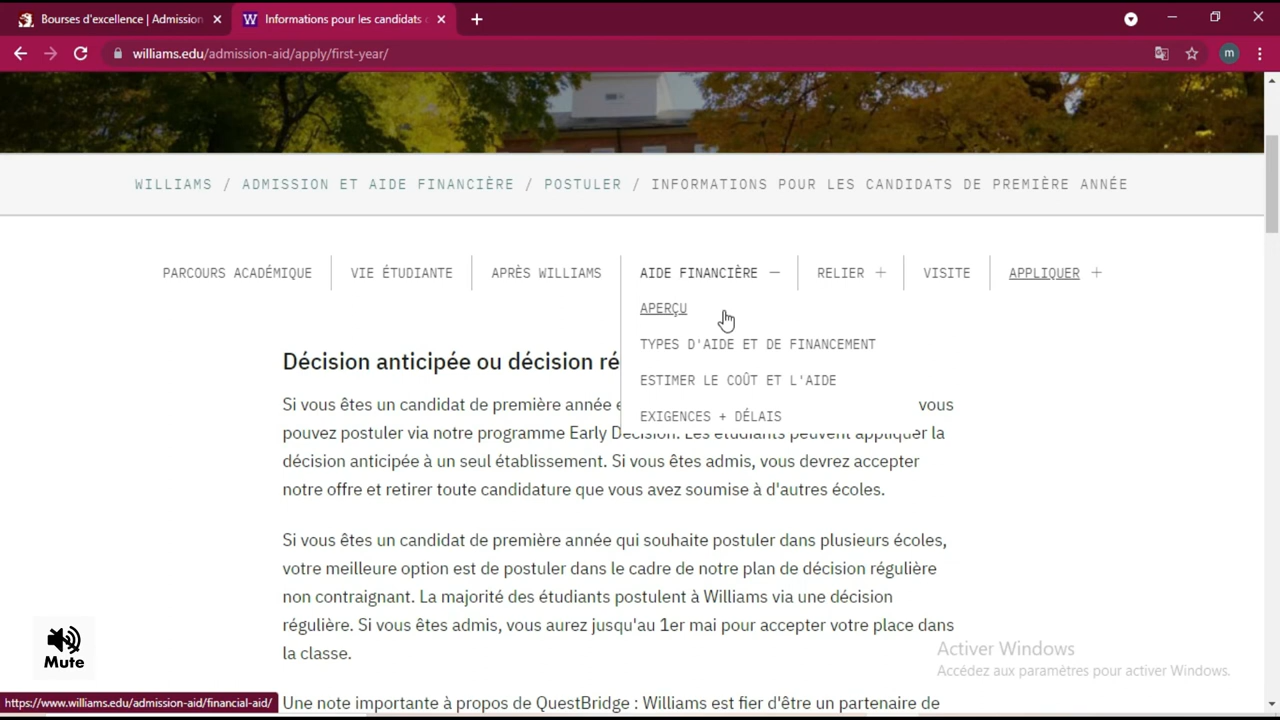 Bourses d'excellence | Admission
Informations pour les candidats
williams.edu/admission-aid/apply/first-year/
m
WILLIAMS / ADMISSION ET AIDE FINANCIÈRE / POSTULER / INFORMATIONS POUR LES CANDIDATS DE PREMIÈRE ANNÉE
PARCOURS ACADÉMIQUE
VIE ÉTUDIANTE
APRÈS WILLIAMS
AIDE FINANCIÈRE −
RELIER +
VISITE
APPLIQUER +
APERÇU
TYPES D'AIDE ET DE FINANCEMENT
ESTIMER LE COÛT ET L'AIDE
EXIGENCES + DÉLAIS
Décision anticipée ou décision ré
Si vous êtes un candidat de première année vous
pouvez postuler via notre programme Early Decision. Les étudiants peuvent appliquer la
décision anticipée à un seul établissement. Si vous êtes admis, vous devrez accepter
notre offre et retirer toute candidature que vous avez soumise à d'autres écoles.
Si vous êtes un candidat de première année qui souhaite postuler dans plusieurs écoles,
votre meilleure option est de postuler dans le cadre de notre plan de décision régulière
non contraignant. La majorité des étudiants postulent à Williams via une décision
régulière. Si vous êtes admis, vous aurez jusqu'au 1er mai pour accepter votre place dans
la classe.
Une note importante à propos de QuestBridge : Williams est fier d'être un partenaire de
Mute
Activer Windows
Accédez aux paramètres pour activer Windows.
https://www.williams.edu/admission-aid/financial-aid/